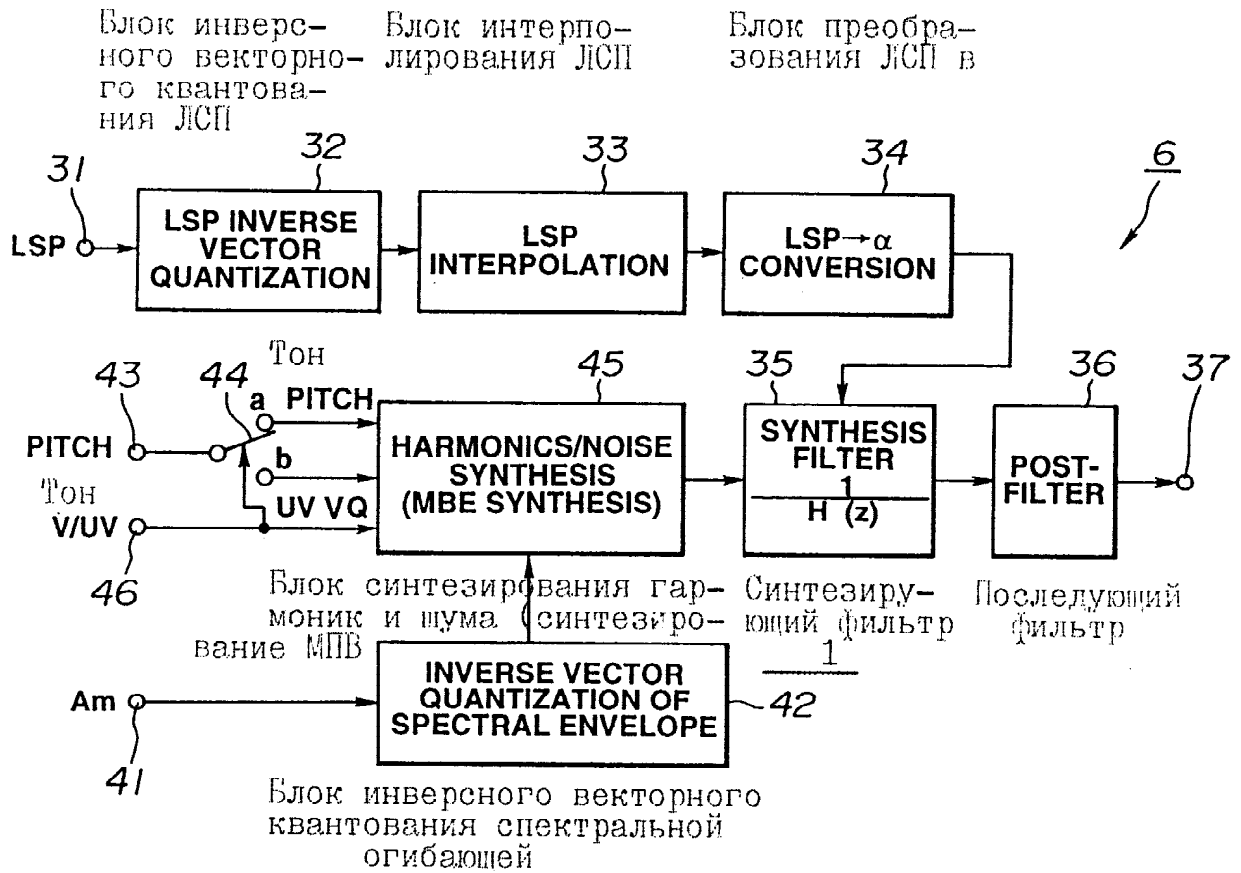 Блок инверс-
ного векторно-
го квантова-
ния ЛСП
Блок интерпо-
лирования ЛСП
Блок преобра-
зования ЛСП в
31
32
33
34
6
LSP
LSP INVERSE
VECTOR
QUANTIZATION
LSP
INTERPOLATION
LSP→α
CONVERSION
Тон
43
44
45
35
36
37
a
PITCH
PITCH
b
Тон
UV VQ
V/UV
46
HARMONICS/NOISE
SYNTHESIS
(MBE SYNTHESIS)
SYNTHESIS
FILTER
1
H (z)
POST-
FILTER
Блок синтезирования гар-
моник и шума (синтезиро-
вание МПВ
Синтезиру-
ющий фильтр
1
Последующий
фильтр
Am
41
INVERSE VECTOR
QUANTIZATION OF
SPECTRAL ENVELOPE
42
Блок инверсного векторного
квантования спектральной
огибающей